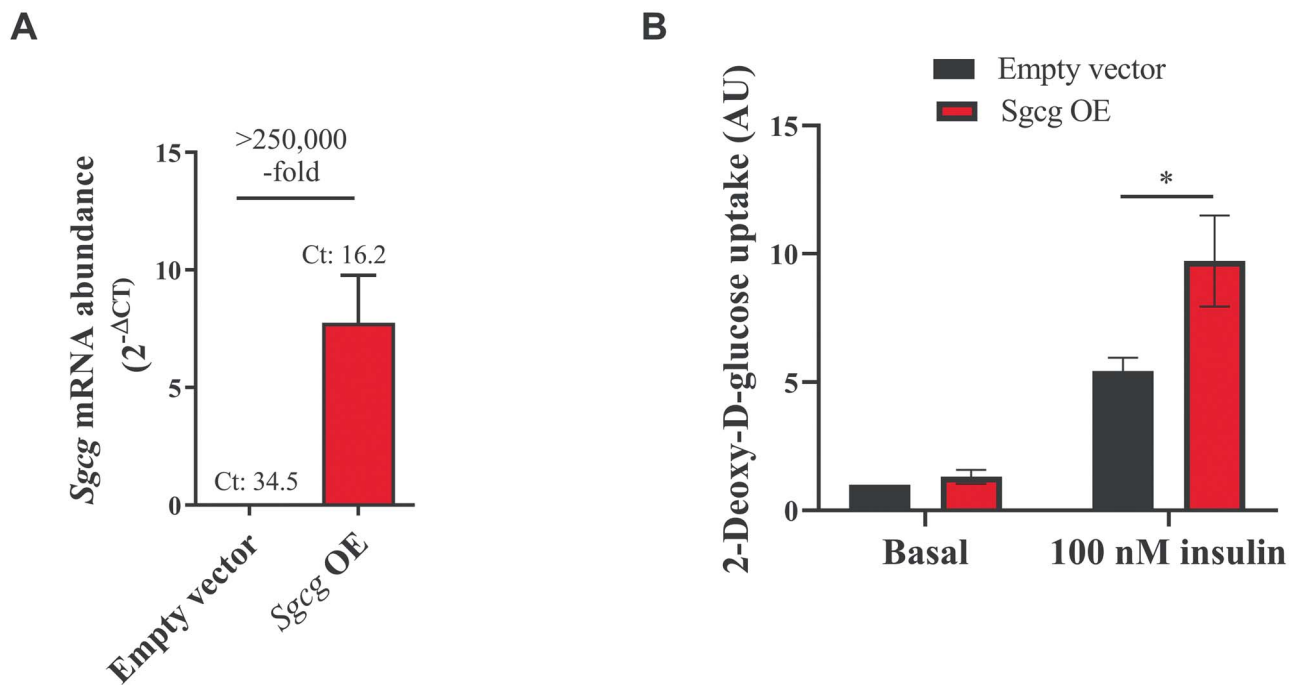 A
>250,000
-fold
Sgcg mRNA abundance
(2-ΔCT)
15
10
5
0
Ct: 16.2
Ct: 34.5
Empty vector
Sgcg OE
B
Empty vector
Sgcg OE
2-Deoxy-D-glucose uptake (AU)
15
10
5
0
*
Basal
100 nM insulin